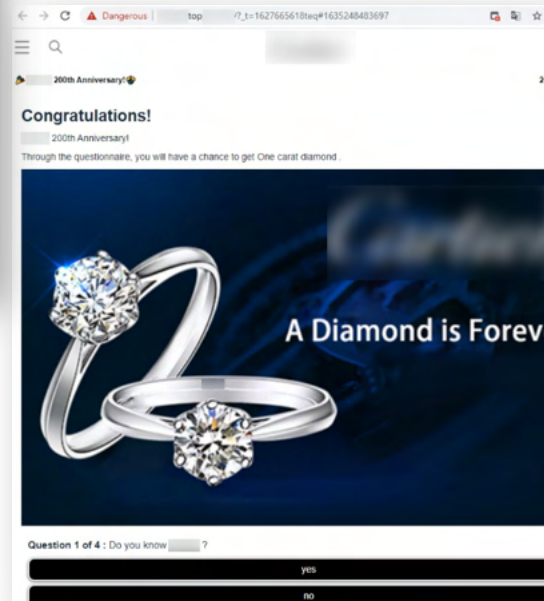 Dangerous top /?_t=1627665618teq#1635248483697
200th Anniversary!
2
Congratulations!
200th Anniversary!
Through the questionnaire, you will have a chance to get One carat diamond .
A Diamond is Forev
Question 1 of 4 : Do you know ?
yes
no